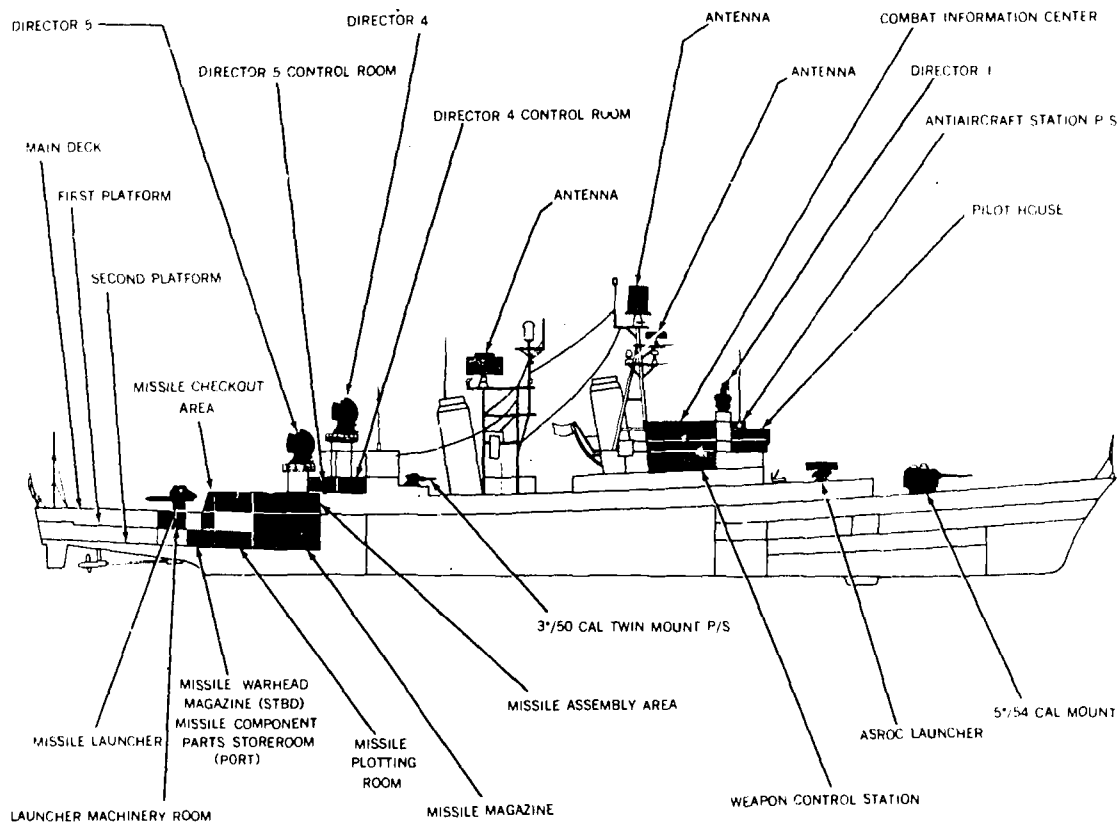 DIRECTOR 5
DIRECTOR 4
ANTENNA
COMBAT INFORMATION CENTER
DIRECTOR 5 CONTROL ROOM
ANTENNA
DIRECTOR 1
DIRECTOR 4 CONTROL ROOM
ANTIAIRCRAFT STATION P S
MAIN DECK
FIRST PLATFORM
ANTENNA
PILOT HOUSE
SECOND PLATFORM
MISSILE CHECKOUT
AREA
3"/50 CAL TWIN MOUNT P/S
MISSILE WARHEAD
MAGAZINE (STBD)
MISSILE COMPONENT
PARTS STOREROOM
(PORT)
MISSILE ASSEMBLY AREA
5"/54 CAL MOUNT
MISSILE LAUNCHER
MISSILE
PLOTTING
ROOM
ASROC LAUNCHER
LAUNCHER MACHINERY ROOM
MISSILE MAGAZINE
WEAPON CONTROL STATION